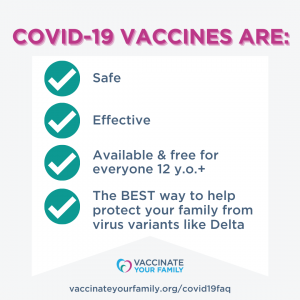 COVID-19 VACCINES ARE:
Safe
Effective
Available & free for
everyone 12 y.o.+
The BEST way to help
protect your family from
virus variants like Delta
VACCINATE
YOUR FAMILY
vaccinateyourfamily.org/covid19faq